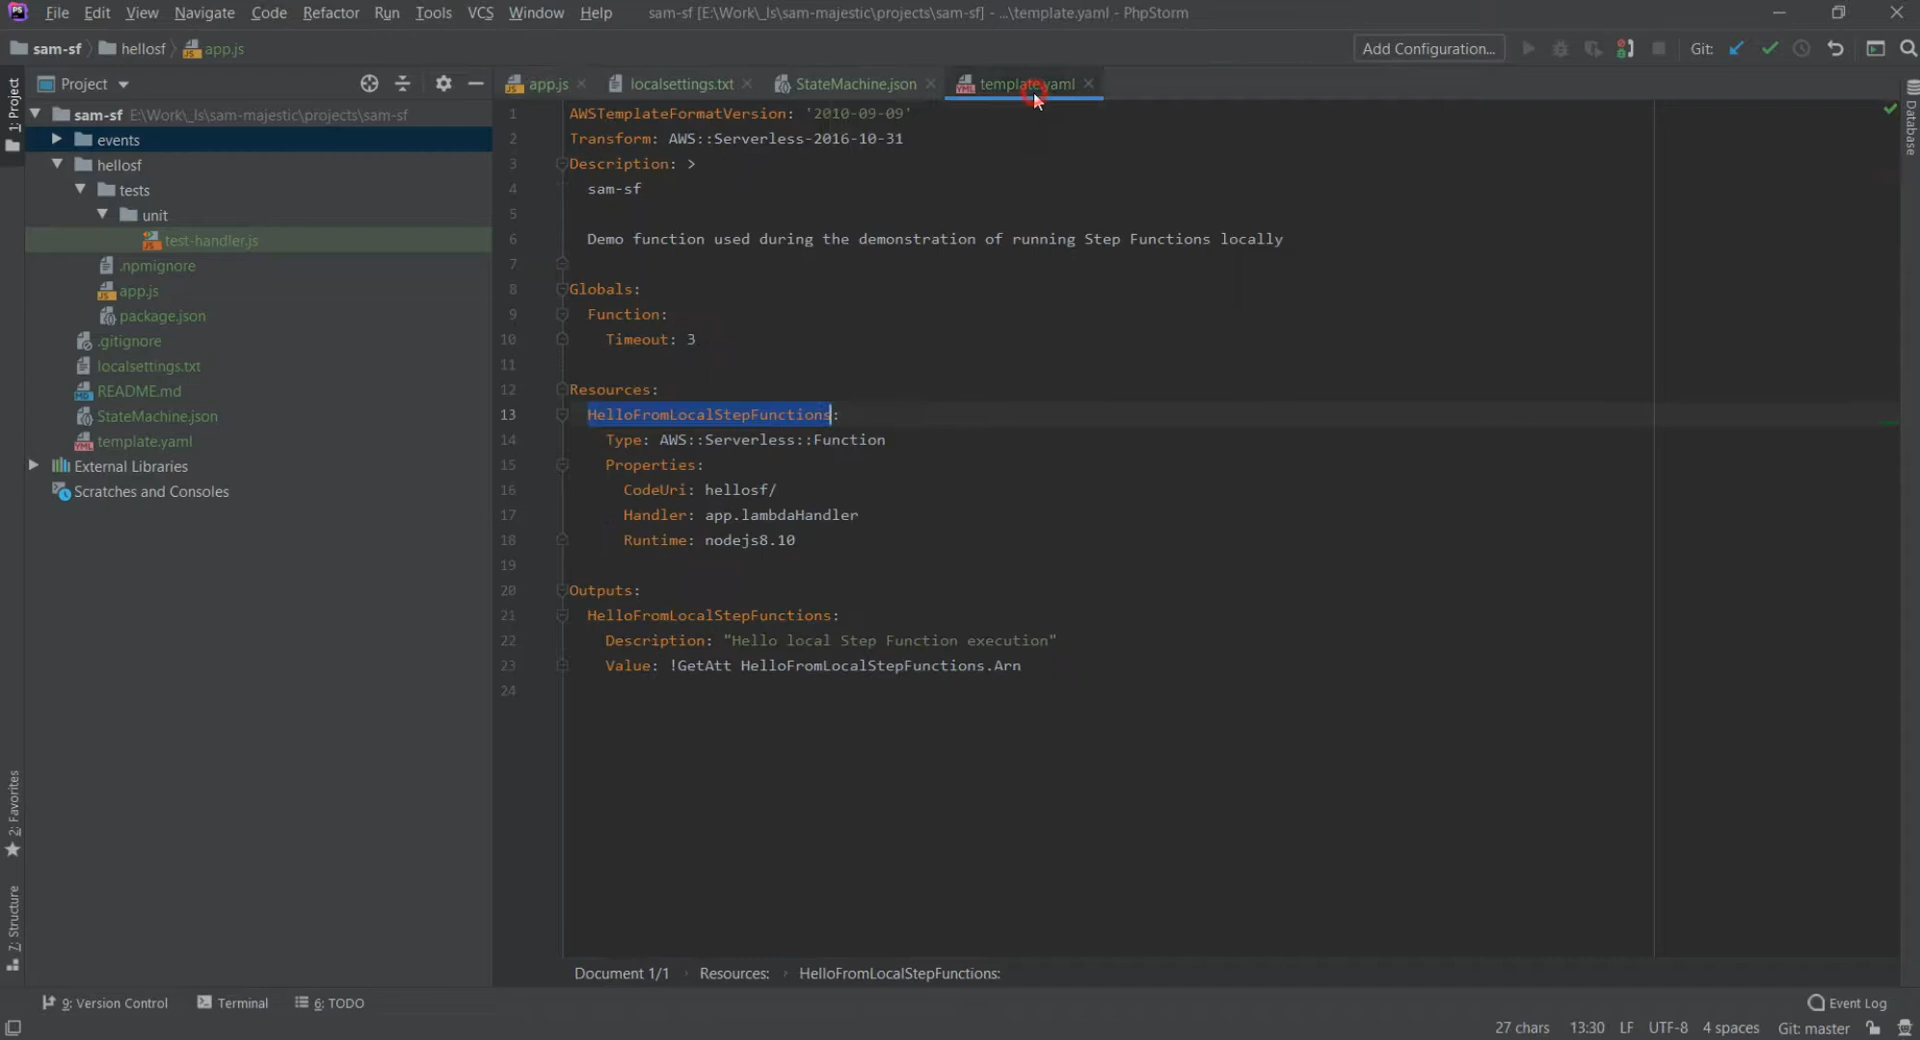 PS File Edit View Navigate Code Refactor Run Tools VCS Window Help sam-sf [E:\Work\_ls\sam-majestic\projects\sam-sf] - ...\template.yaml - PhpStorm
sam-sf hellosf app.js Add Configuration... Git:
Project app.js localsettings.txt StateMachine.json template.yaml
1: Project
sam-sf E:\Work\_ls\sam-majestic\projects\sam-sf
events
hellosf
tests
unit
test-handler.js
.npmignore
app.js
package.json
.gitignore
localsettings.txt
README.md
StateMachine.json
template.yaml
External Libraries
Scratches and Consoles
2: Favorites
7: Structure
1 AWSTemplateFormatVersion: '2010-09-09'
2 Transform: AWS::Serverless-2016-10-31
3 Description: >
4 sam-sf
5
6 Demo function used during the demonstration of running Step Functions locally
7
8 Globals:
9 Function:
10 Timeout: 3
11
12 Resources:
13 HelloFromLocalStepFunctions:
14 Type: AWS::Serverless::Function
15 Properties:
16 CodeUri: hellosf/
17 Handler: app.lambdaHandler
18 Runtime: nodejs8.10
19
20 Outputs:
21 HelloFromLocalStepFunctions:
22 Description: "Hello local Step Function execution"
23 Value: !GetAtt HelloFromLocalStepFunctions.Arn
24
Database
Document 1/1 Resources: HelloFromLocalStepFunctions:
9: Version Control Terminal 6: TODO Event Log
27 chars 13:30 LF UTF-8 4 spaces Git: master